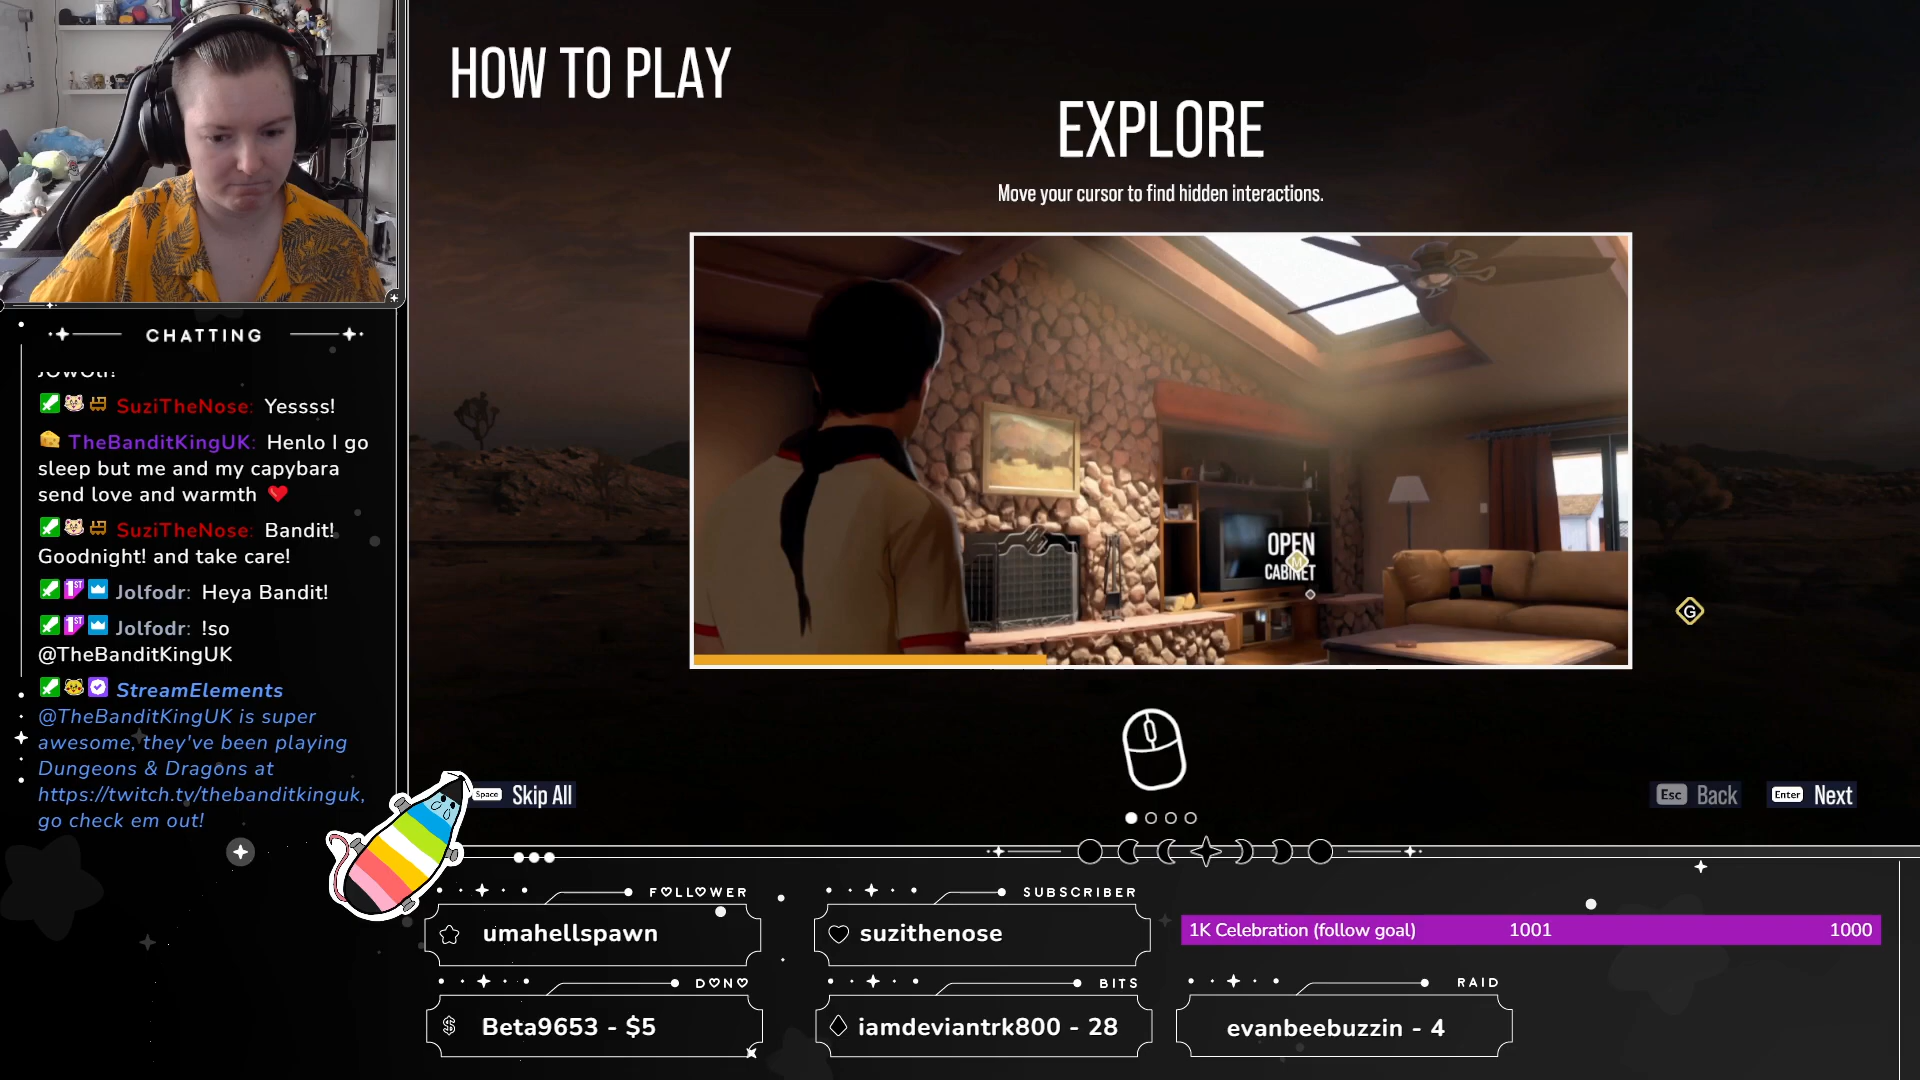 HOW TO PLAY
EXPLORE
Move your cursor to find hidden interactions.
OPEN
M
CABINET
G
Space Skip All
Esc Back
Enter Next
CHATTING
SuziTheNose: Yessss!
TheBanditKingUK: Henlo I go
sleep but me and my capybara
send love and warmth
SuziTheNose: Bandit!
Goodnight! and take care!
1ST Jolfodr: Heya Bandit!
1ST Jolfodr: !so
@TheBanditKingUK
StreamElements
@TheBanditKingUK is super
awesome, they've been playing
Dungeons & Dragons at
https://twitch.tv/thebanditkinguk,
go check em out!
FOLLOWER
umahellspawn
SUBSCRIBER
suzithenose
1K Celebration (follow goal) 1001 1000
DONO
$ Beta9653 - $5
BITS
iamdeviantrk800 - 28
RAID
evanbeebuzzin - 4